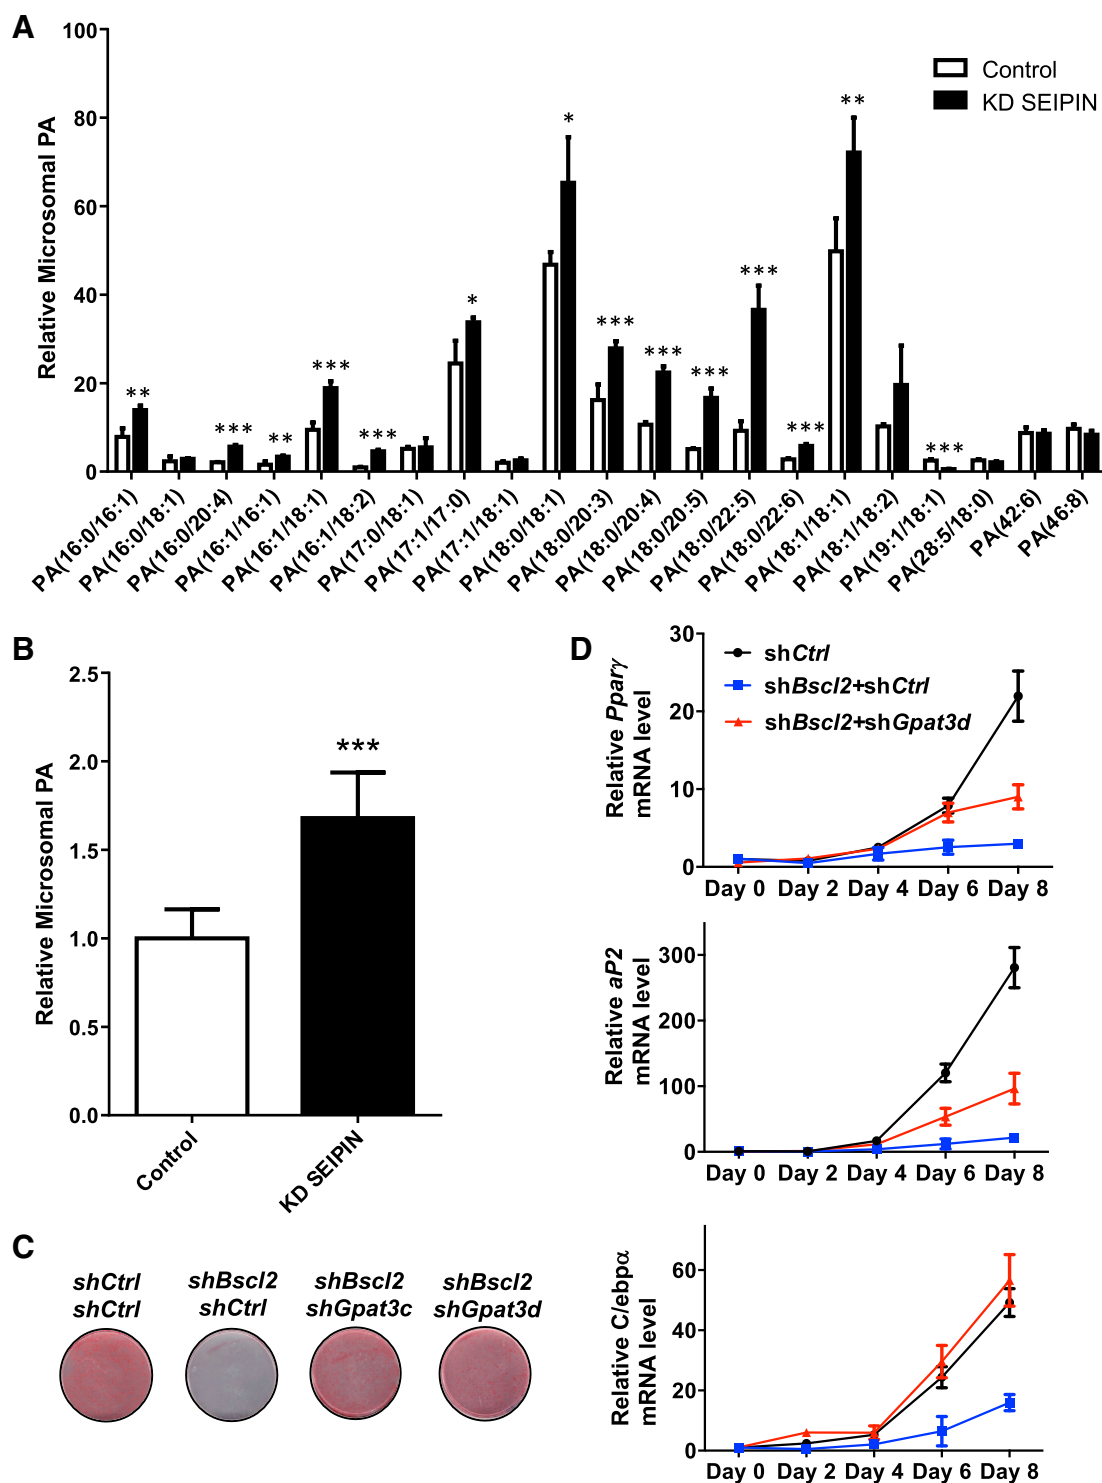 A
Relative Microsomal PA
100
80
60
40
20
0
Control
KD SEIPIN
**
***
**
***
***
*
*
***
***
***
***
***
**
***
PA(16:0/16:1)
PA(16:0/18:1)
PA(16:0/20:4)
PA(16:1/16:1)
PA(16:1/18:1)
PA(16:1/18:2)
PA(17:0/18:1)
PA(17:1/17:0)
PA(17:1/18:1)
PA(18:0/18:1)
PA(18:0/20:3)
PA(18:0/20:4)
PA(18:0/20:5)
PA(18:0/22:5)
PA(18:0/22:6)
PA(18:1/18:1)
PA(18:1/18:2)
PA(19:1/18:1)
PA(28:5/18:0)
PA(42:6)
PA(46:8)
B
Relative Microsomal PA
2.5
2.0
1.5
1.0
0.5
0.0
***
Control
KD SEIPIN
C
shCtrl
shCtrl
shBscl2
shCtrl
shBscl2
shGpat3c
shBscl2
shGpat3d
D
Relative Pparγ
mRNA level
30
20
10
0
shCtrl
shBscl2+shCtrl
shBscl2+shGpat3d
Day 0 Day 2 Day 4 Day 6 Day 8
Relative aP2
mRNA level
300
200
100
0
Day 0 Day 2 Day 4 Day 6 Day 8
Relative C/ebpα
mRNA level
60
40
20
0
Day 0 Day 2 Day 4 Day 6 Day 8